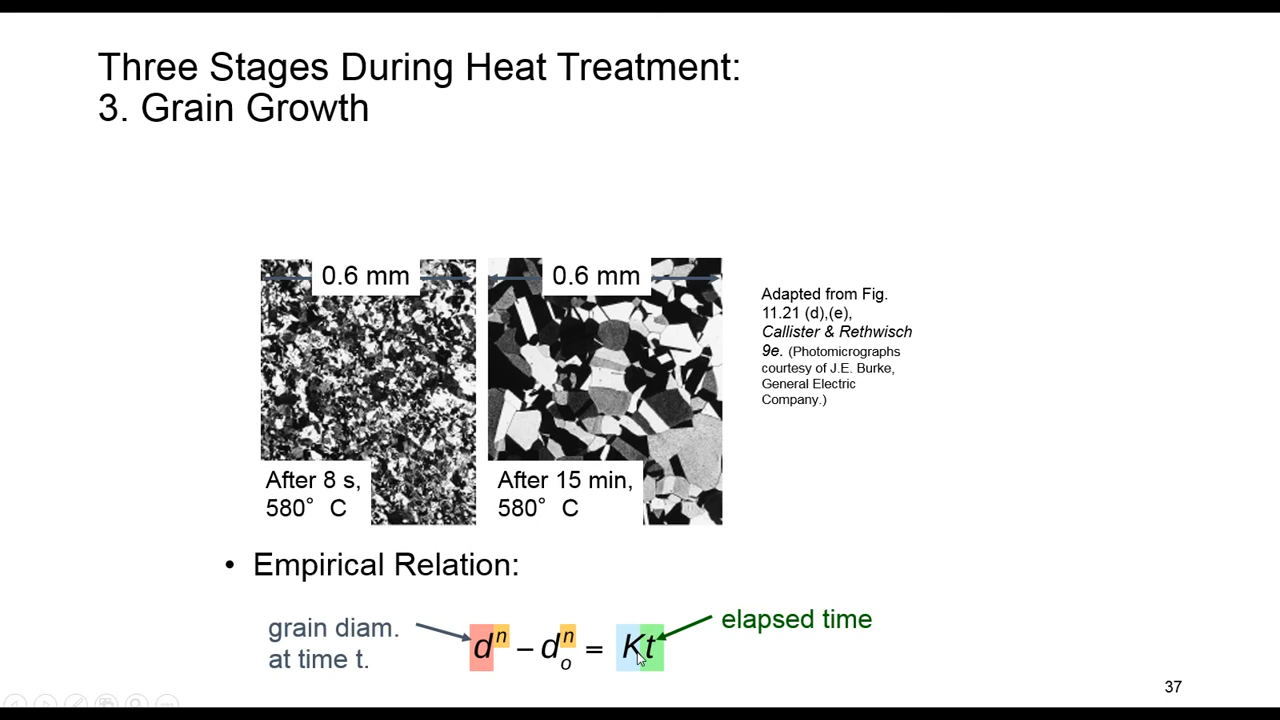 Three Stages During Heat Treatment:
3. Grain Growth
0.6 mm
0.6 mm
Adapted from Fig.
11.21 (d),(e),
Callister & Rethwisch
9e. (Photomicrographs
courtesy of J.E. Burke,
General Electric
Company.)
After 8 s,
580° C
After 15 min,
580° C
• Empirical Relation:
elapsed time
grain diam.
at time t.
dⁿ – dₒⁿ = Kt
37